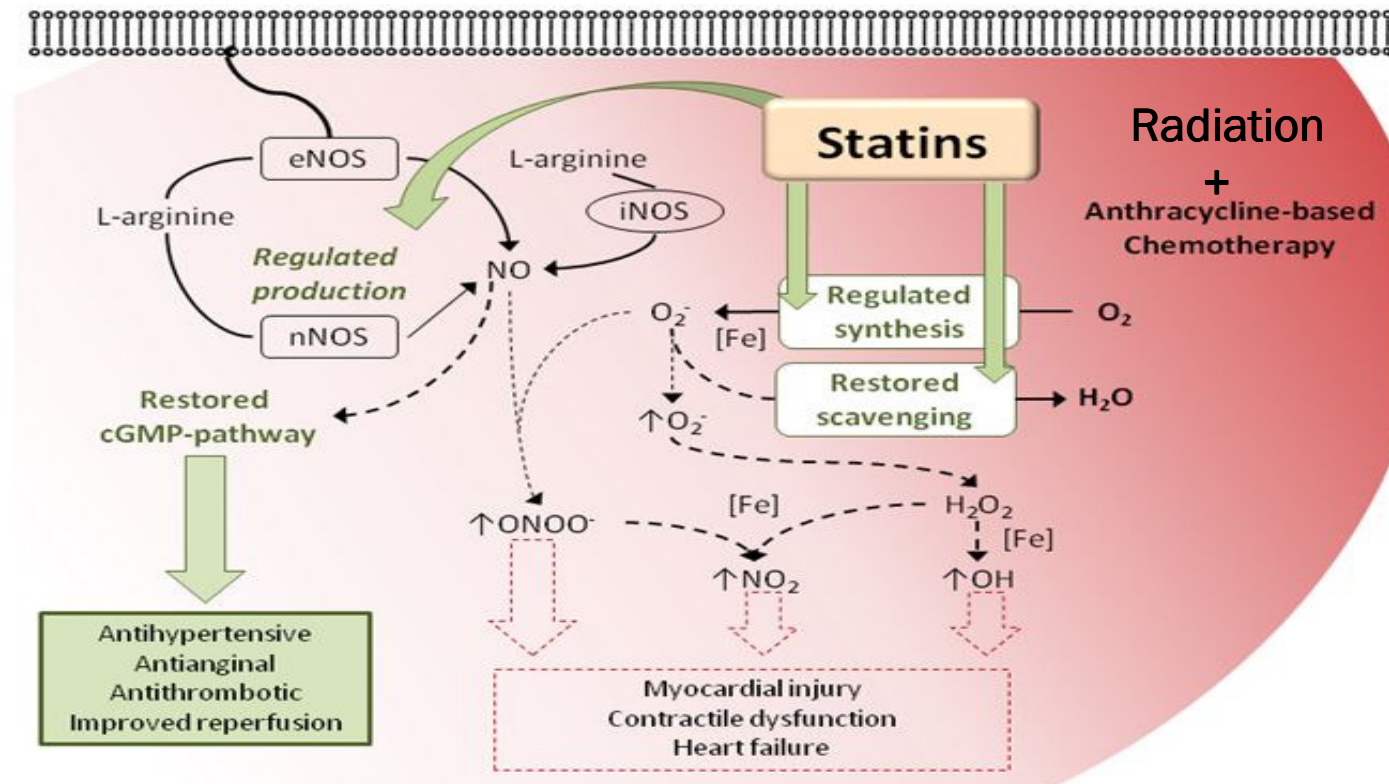 Statins
Radiation
+
Anthracycline-based
Chemotherapy
eNOS
L-arginine
iNOS
L-arginine
Regulated
production
NO
nNOS
O₂⁻
[Fe]
Regulated
synthesis
O₂
Restored
scavenging
H₂O
Restored
cGMP-pathway
↑O₂⁻
↑ONOO⁻
[Fe]
H₂O₂
[Fe]
↑NO₂
↑OH
Antihypertensive
Antianginal
Antithrombotic
Improved reperfusion
Myocardial injury
Contractile dysfunction
Heart failure